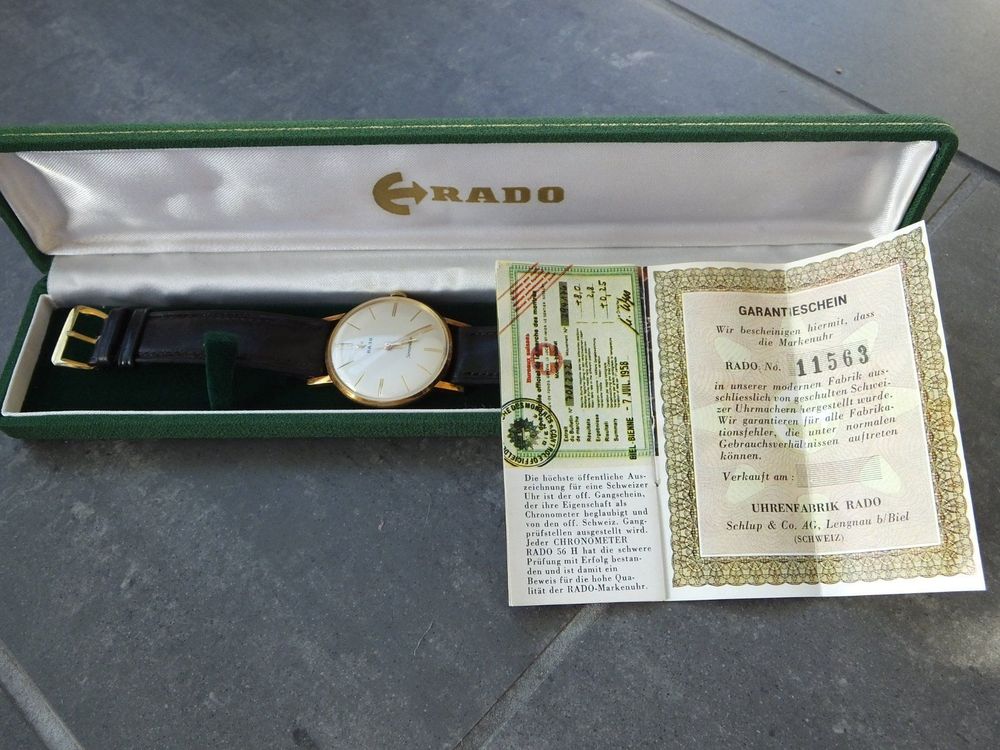 RADO
RADO
- 7 JUIL. 1958
BIEL-BIENNE
Die höchste öffentliche Aus-
zeichnung für eine Schweizer
Uhr ist der off. Gangschein,
der ihre Eigenschaft als
Chronometer beglaubigt und
von den off. Schweiz. Gang-
prüfstellen ausgestellt wird.
Jeder CHRONOMETER
RADO 56 H hat die schwere
Prüfung mit Erfolg bestan-
den und ist damit ein
Beweis für die hohe Qua-
lität der RADO-Markenuhr.
GARANTIESCHEIN
Wir bescheinigen hiermit, dass
die Markenuhr
RADO No. 11563
in unserer modernen Fabrik aus-
schliesslich von geschulten Schwei-
zer Uhrmachern hergestellt wurde.
Wir garantieren für alle Fabrika-
tionsfehler, die unter normalen
Gebrauchsverhältnissen auftreten
können.
Verkauft am :
UHRENFABRIK RADO
Schlup & Co. AG, Lengnau b/Biel
(SCHWEIZ)